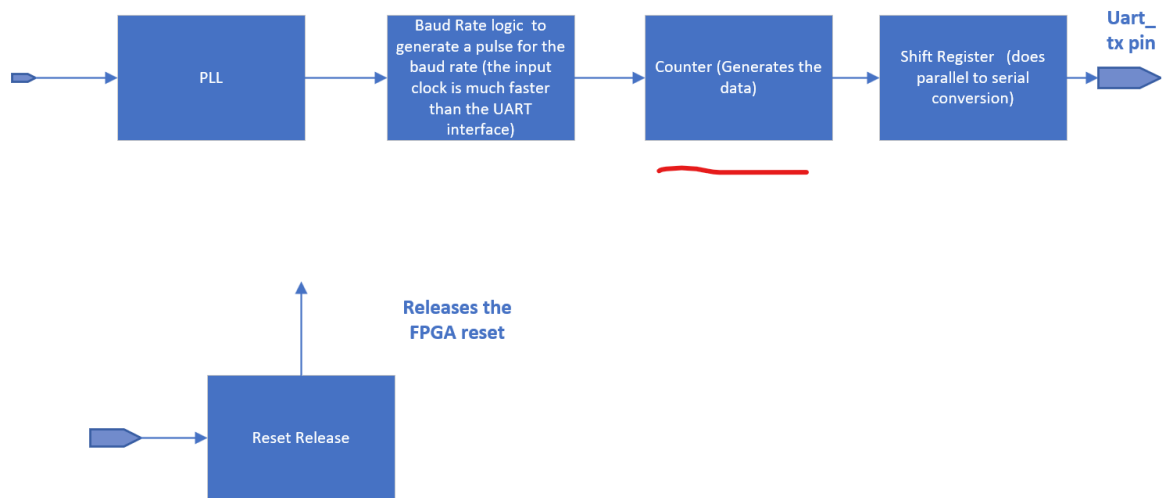 PLL
Baud Rate logic to
generate a pulse for the
baud rate (the input
clock is much faster
than the UART
interface)
Counter (Generates the
data)
Shift Register (does
parallel to serial
conversion)
Uart_
tx pin
Releases the
FPGA reset
Reset Release